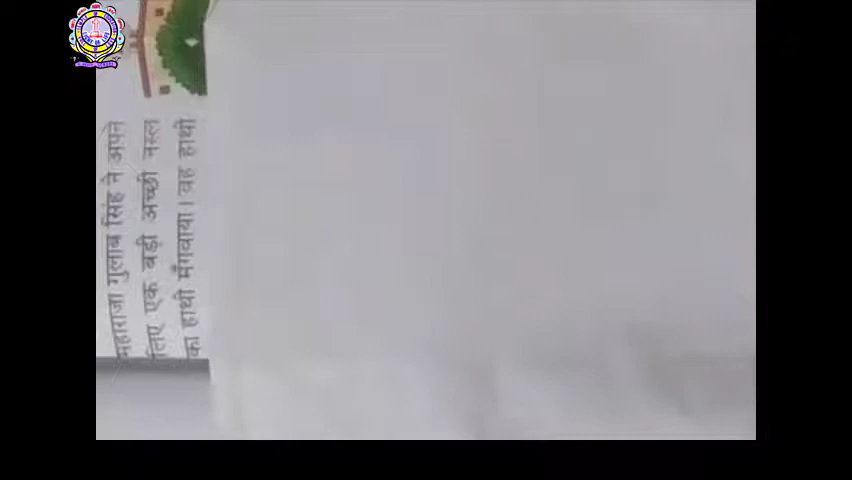 महाराजा गुलाब सिंह ने अपने
लिए एक बड़ी अच्छी नस्ल
का हाथी मँगवाया। वह हाथी